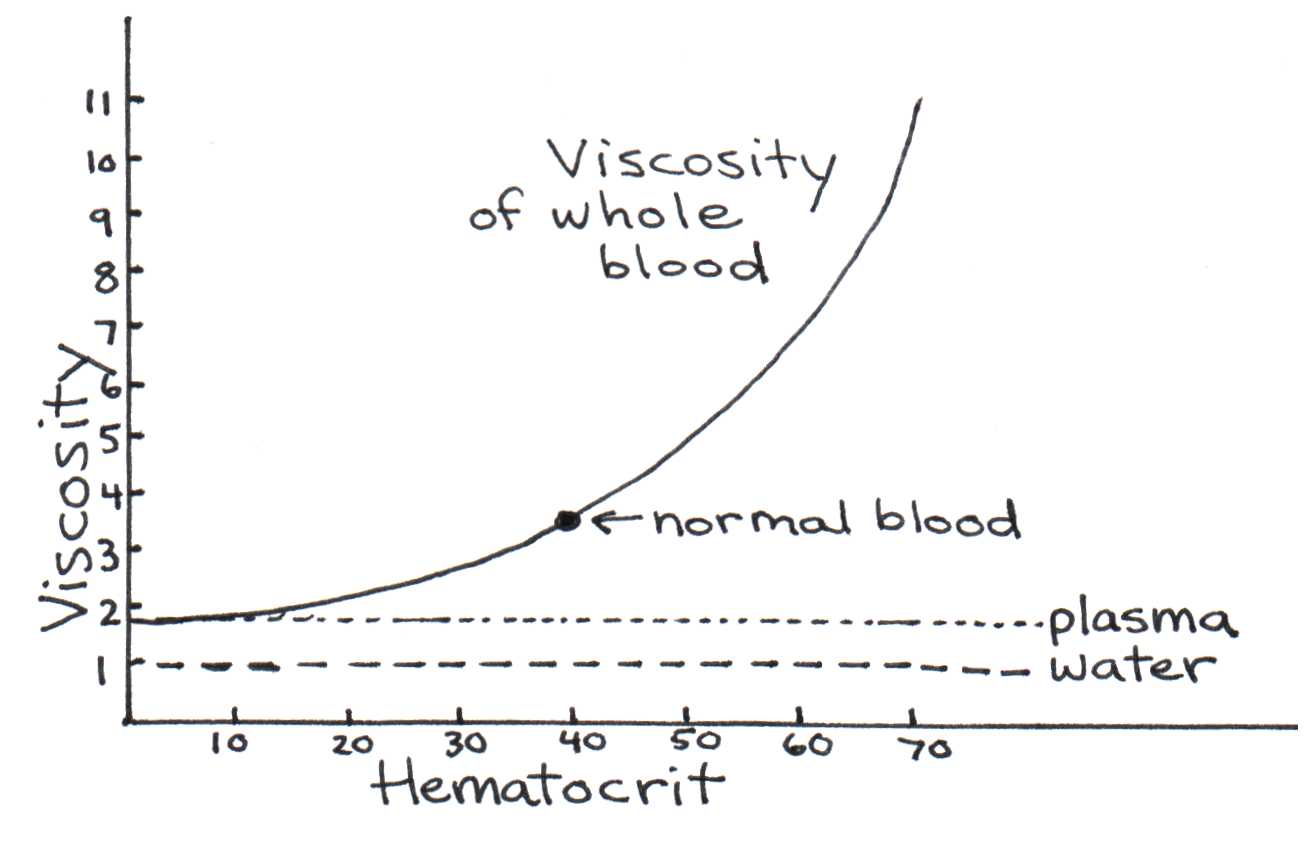 11
10
9
8
7
6
5
4
3
2
1
Viscosity
Viscosity
of whole
blood
←normal blood
plasma
water
10 20 30 40 50 60 70
Hematocrit